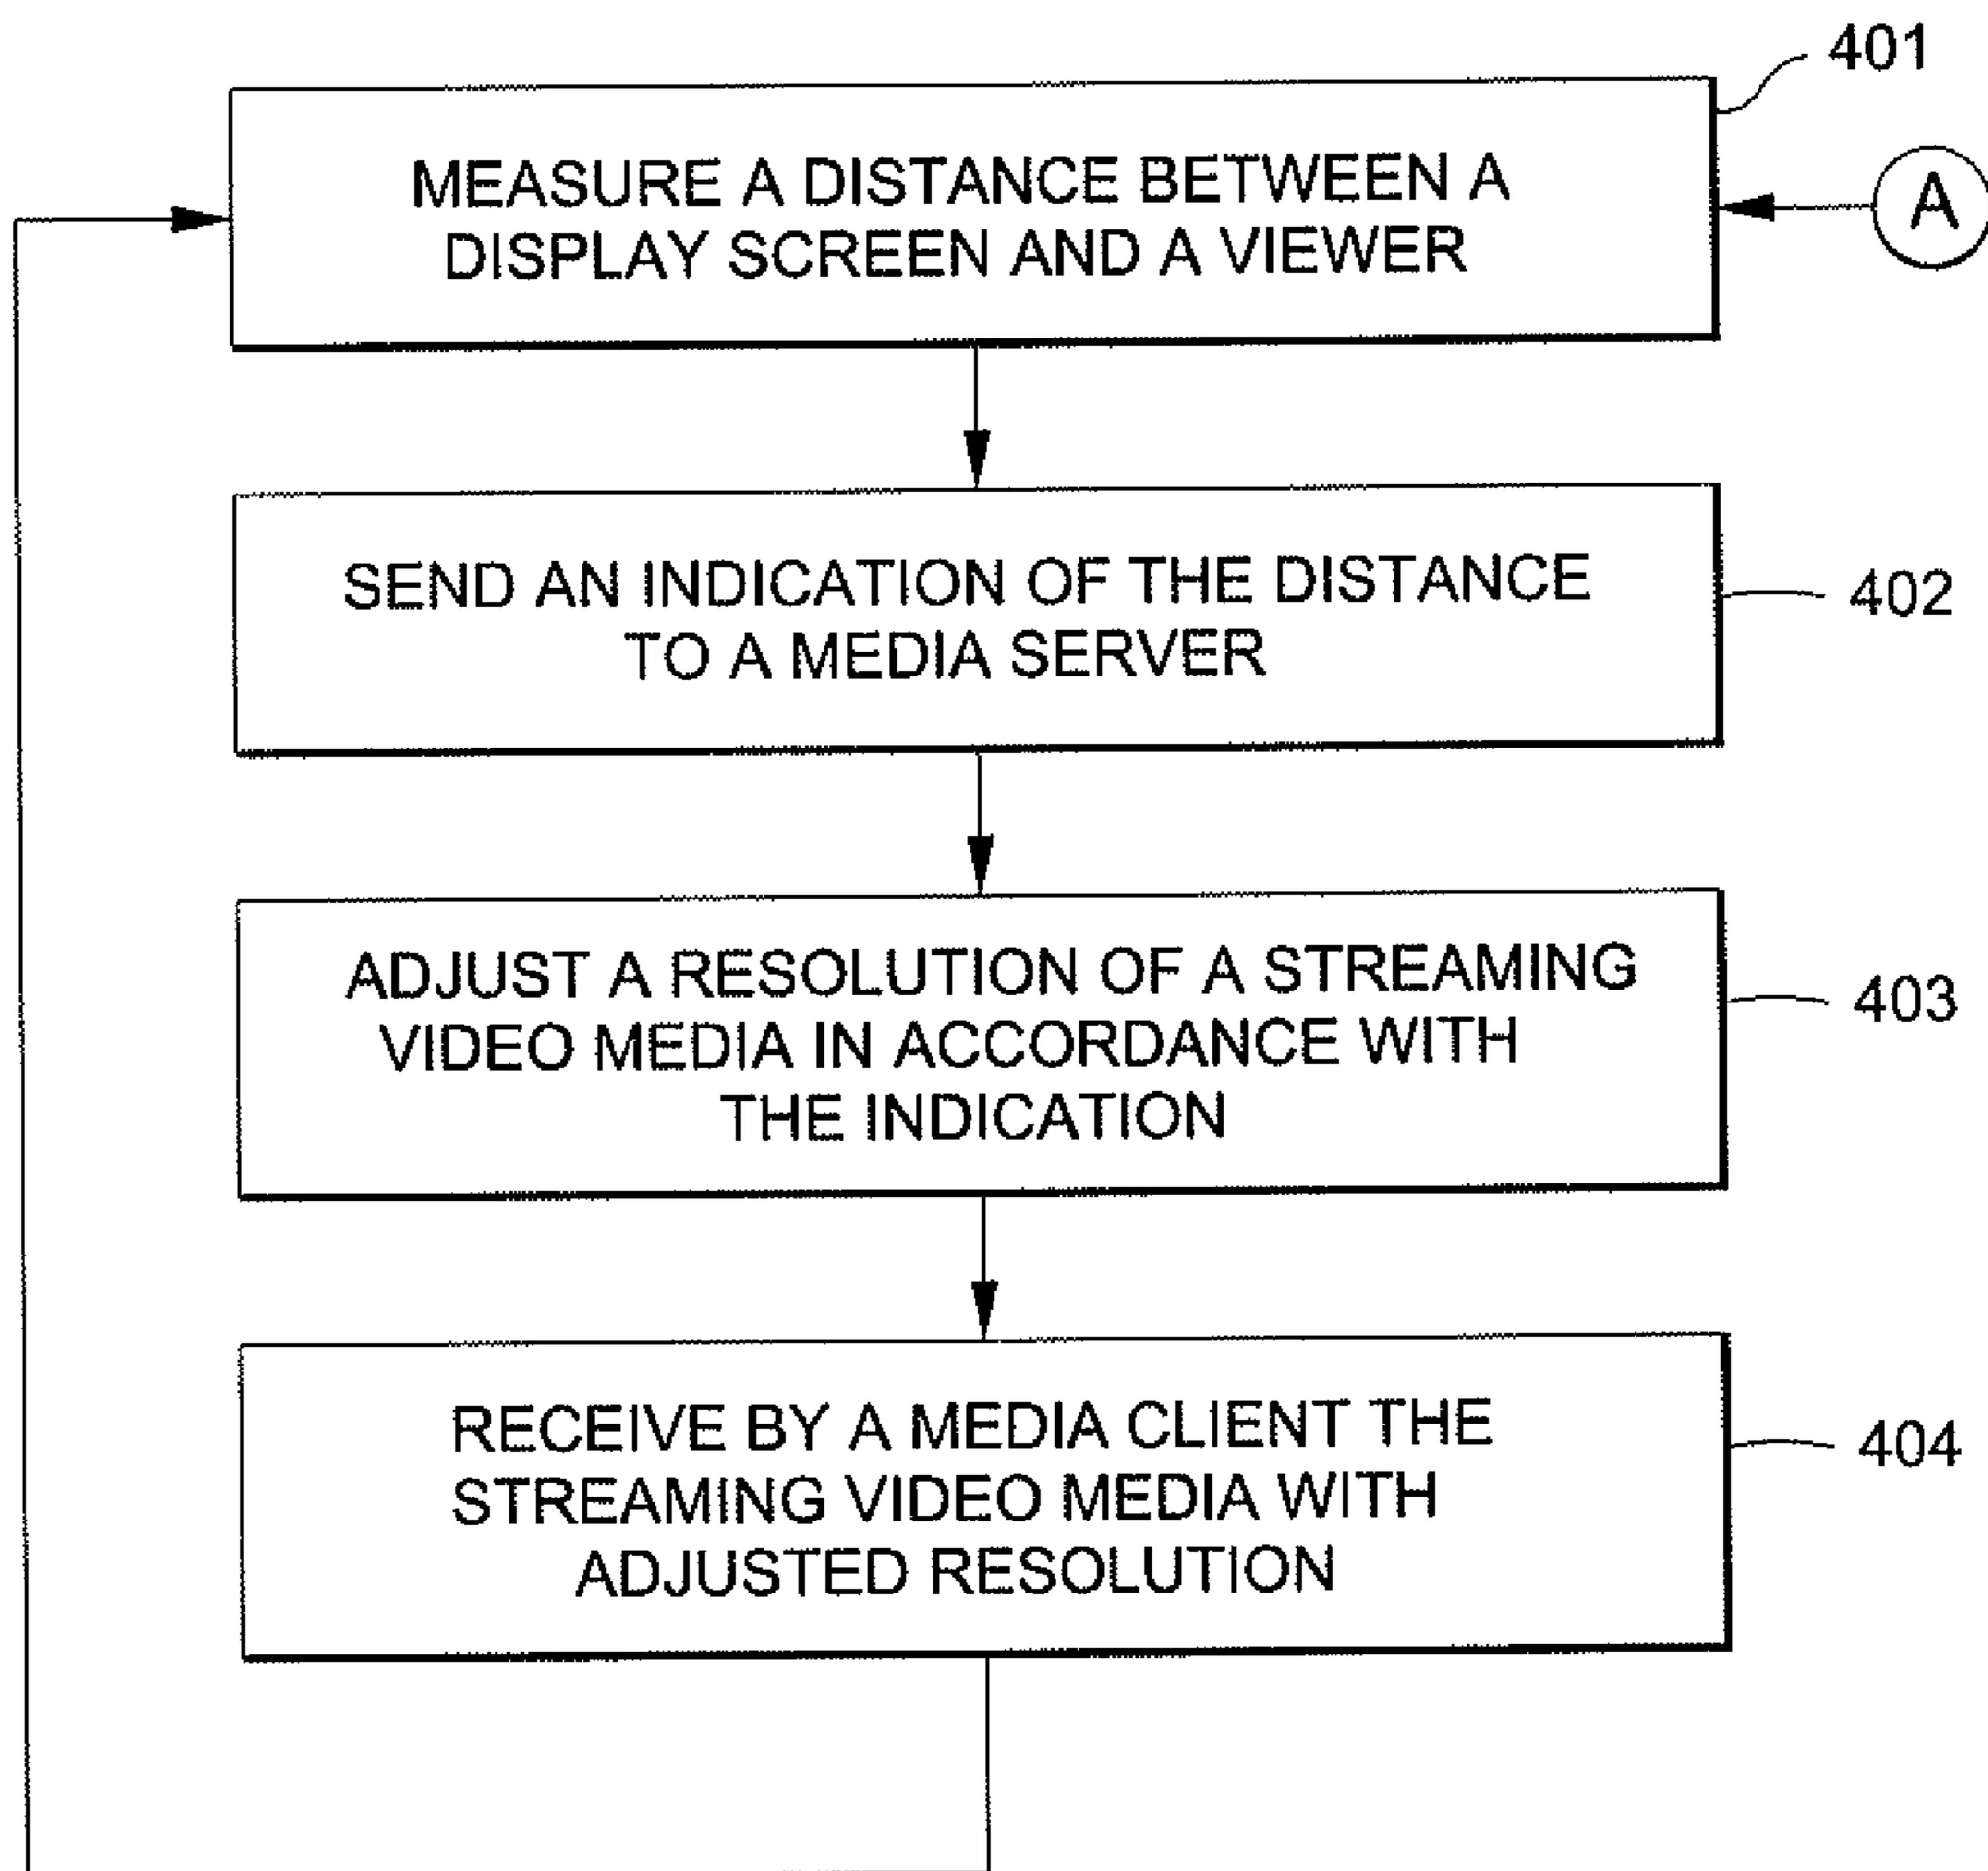 401
MEASURE A DISTANCE BETWEEN A
DISPLAY SCREEN AND A VIEWER
A
SEND AN INDICATION OF THE DISTANCE
TO A MEDIA SERVER
402
ADJUST A RESOLUTION OF A STREAMING
VIDEO MEDIA IN ACCORDANCE WITH
THE INDICATION
403
RECEIVE BY A MEDIA CLIENT THE
STREAMING VIDEO MEDIA WITH
ADJUSTED RESOLUTION
404